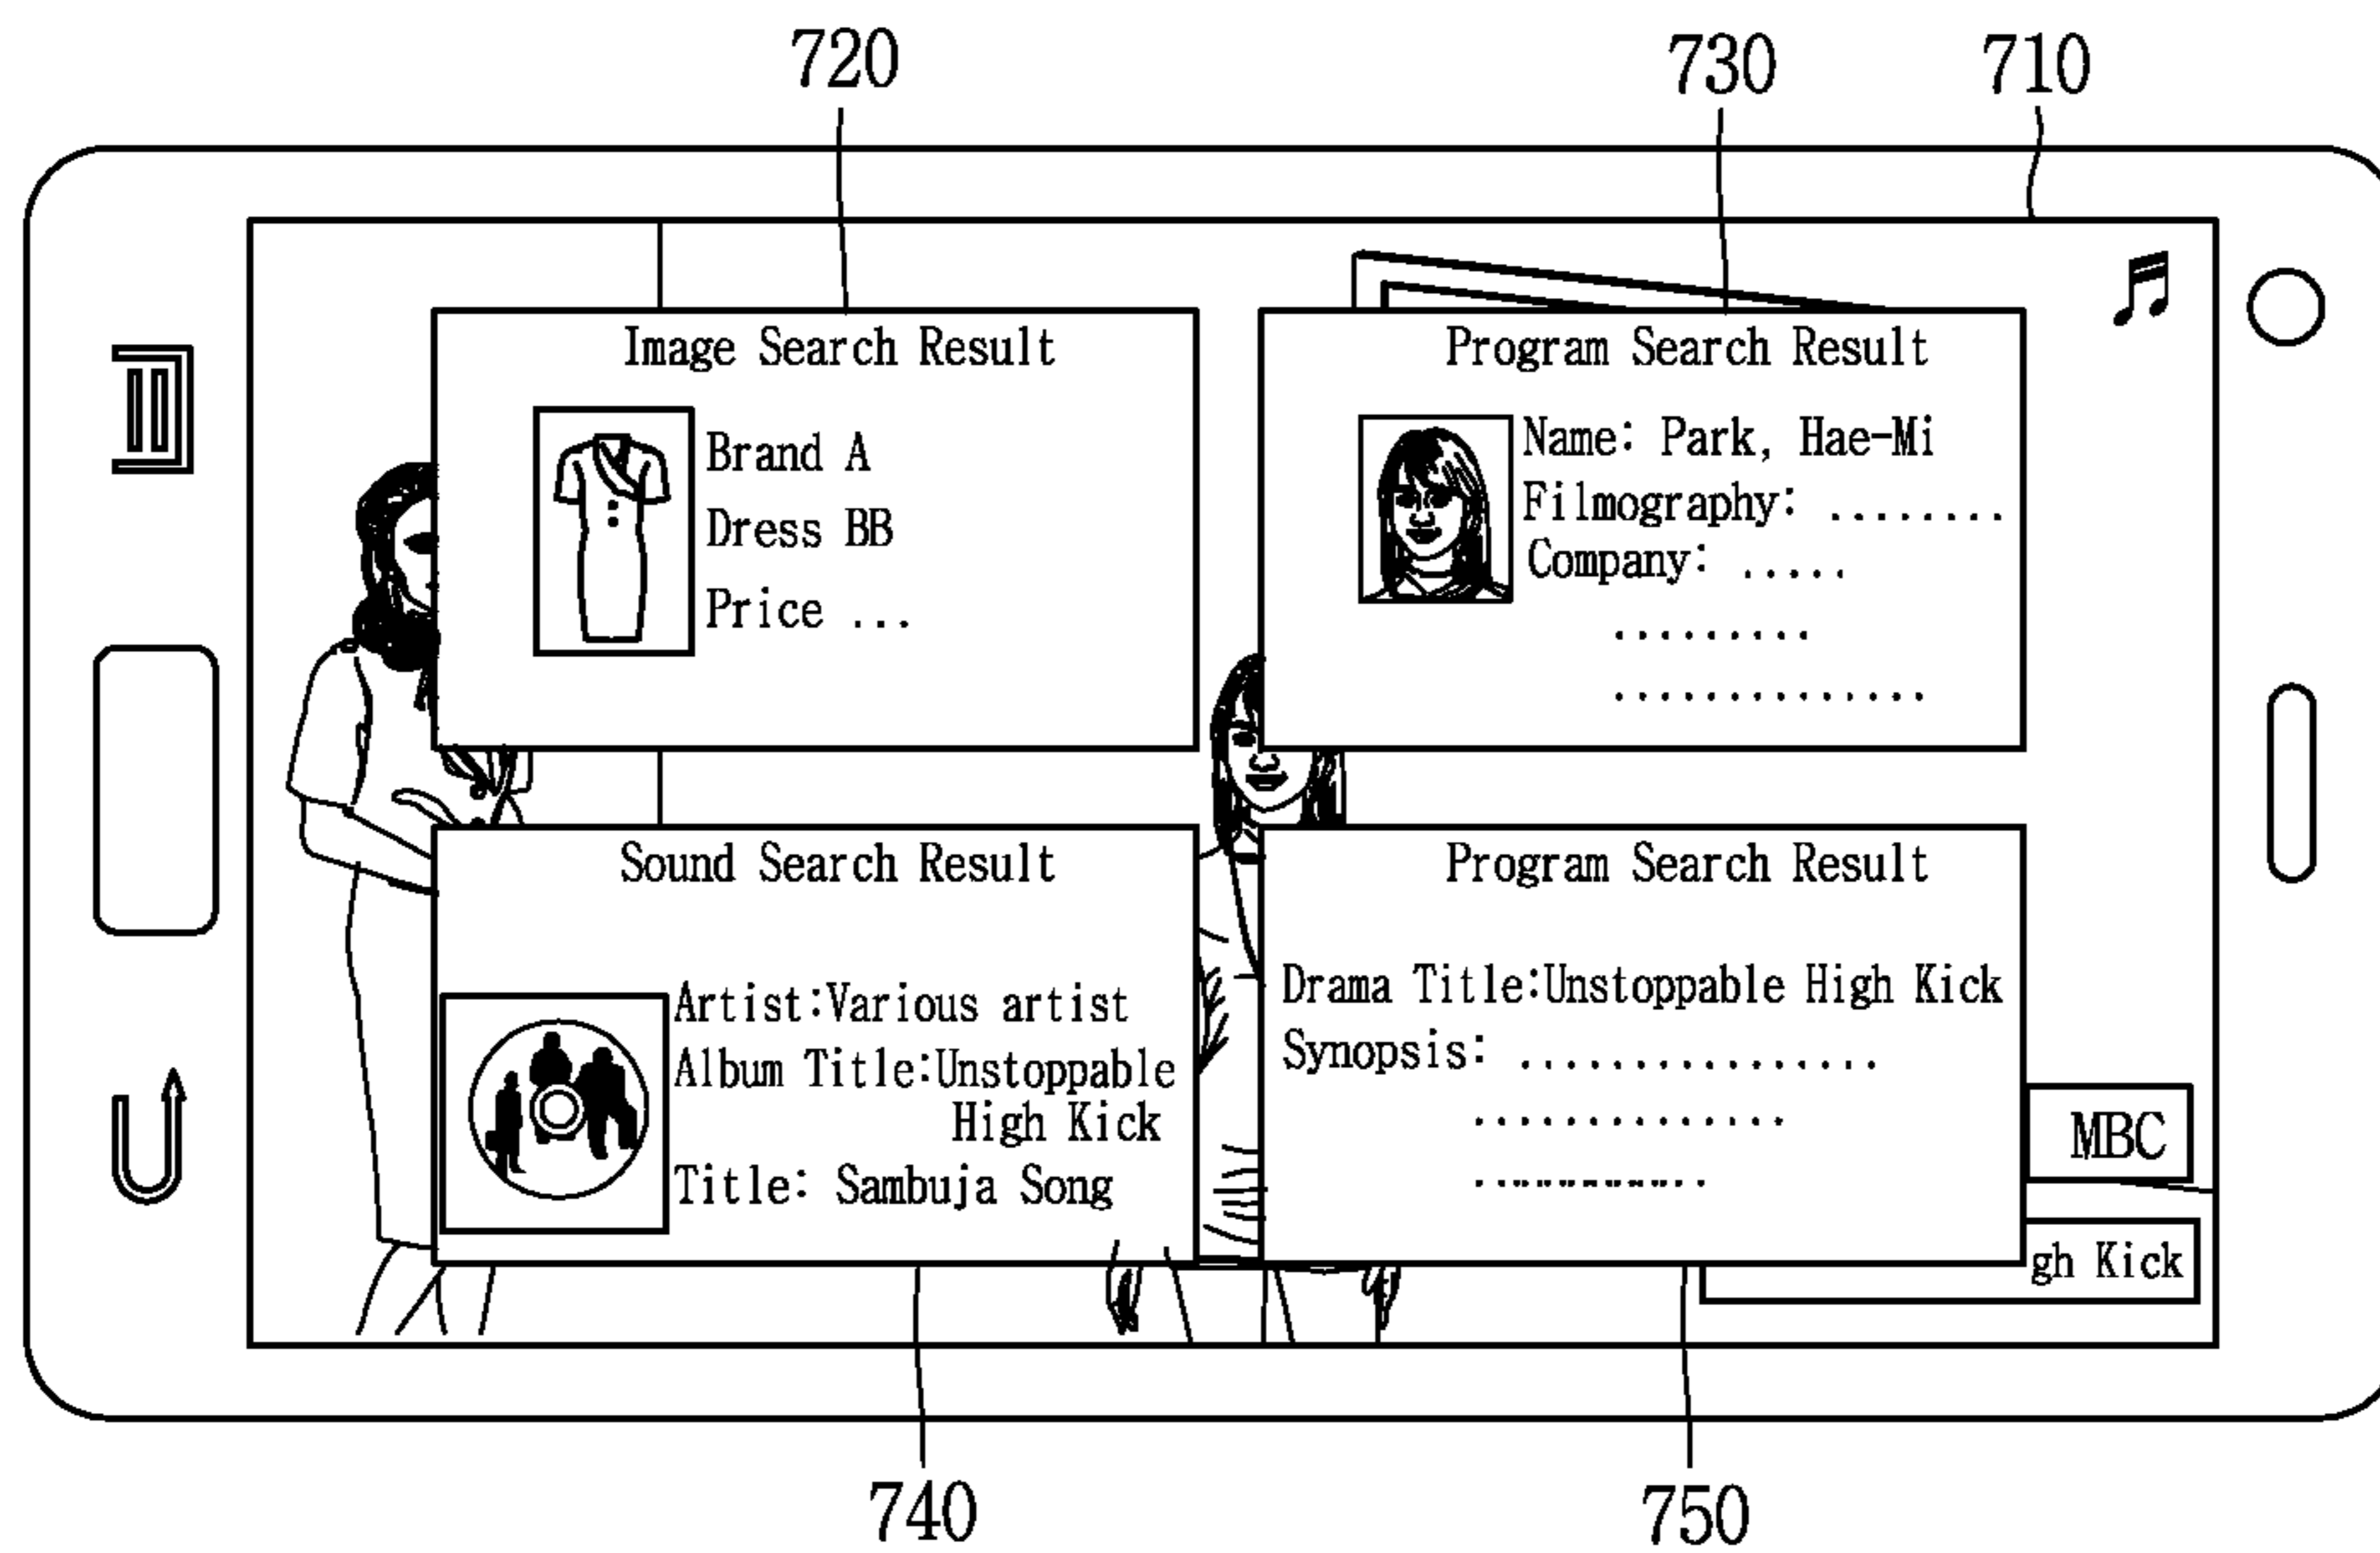 720
730
710
Image Search Result
Brand A
Dress BB
Price ...
Program Search Result
Name: Park, Hae-Mi
Filmography: ........
Company: .....
.........
..............
Sound Search Result
Artist:Various artist
Album Title:Unstoppable
High Kick
Title: Sambuja Song
Program Search Result
Drama Title:Unstoppable High Kick
Synopsis: ................
..............
.............
MBC
gh Kick
740
750